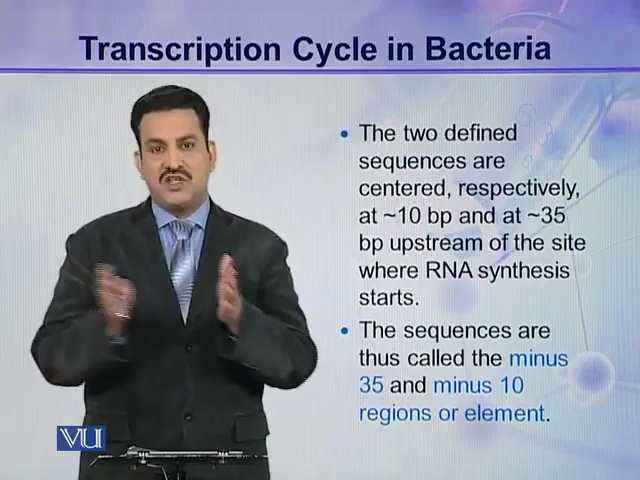 Transcription Cycle in Bacteria
• The two defined
sequences are
centered, respectively,
at ~10 bp and at ~35
bp upstream of the site
where RNA synthesis
starts.
• The sequences are
thus called the minus
35 and minus 10
regions or element.
VU